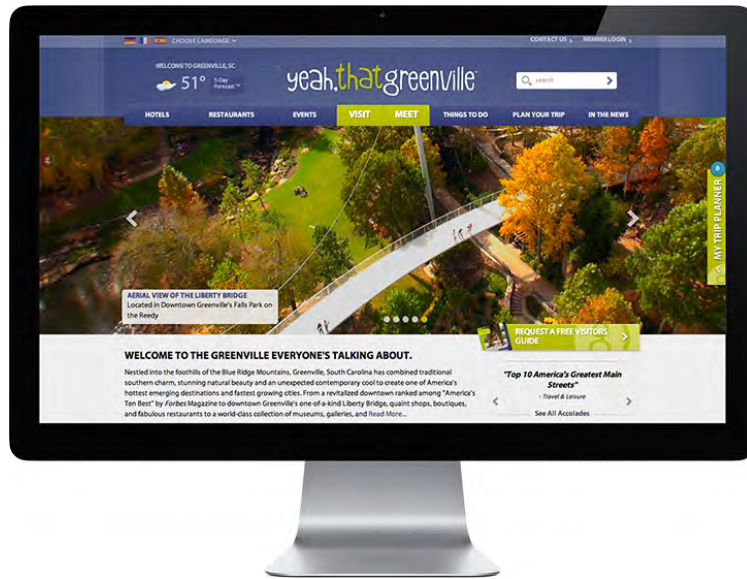 CHOOSE LANGUAGE
CONTACT US
MEMBER LOGIN
WELCOME TO GREENVILLE, SC
51°
5-Day
Forecast
yeah,thatgreenville
search
HOTELS
RESTAURANTS
EVENTS
VISIT
MEET
THINGS TO DO
PLAN YOUR TRIP
IN THE NEWS
0
MY TRIP PLANNER
AERIAL VIEW OF THE LIBERTY BRIDGE
Located in Downtown Greenville's Falls Park on
the Reedy
REQUEST A FREE VISITORS
GUIDE
WELCOME TO THE GREENVILLE EVERYONE'S TALKING ABOUT.
Nestled into the foothills of the Blue Ridge Mountains, Greenville, South Carolina has combined traditional
southern charm, stunning natural beauty and an unexpected contemporary cool to create one of America's
hottest emerging destinations and fastest growing cities. From a revitalized downtown ranked among "America's
Ten Best" by Forbes Magazine to downtown Greenville's one-of-a-kind Liberty Bridge, quaint shops, boutiques,
and fabulous restaurants to a world-class collection of museums, galleries, and Read More...
"Top 10 America's Greatest Main
Streets"
- Travel & Leisure
See All Accolades